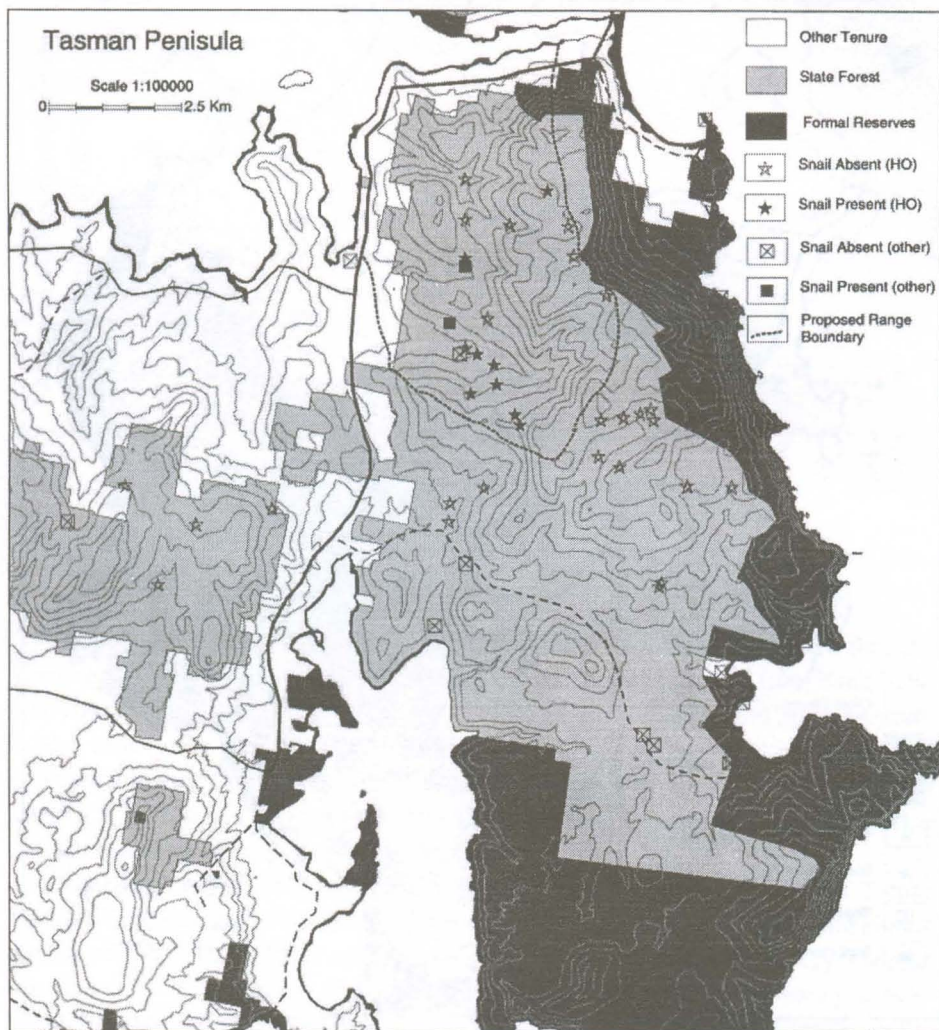 Tasman Penisula
Scale 1:100000
0 2.5 Km
Other Tenure
State Forest
Formal Reserves
Snail Absent (HO)
Snail Present (HO)
Snail Absent (other)
Snail Present (other)
Proposed Range
Boundary